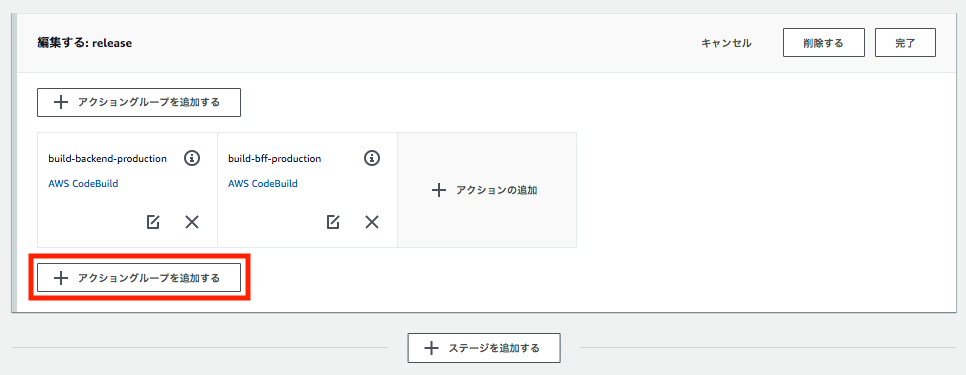 編集する: release
キャンセル
削除する
完了
アクショングループを追加する
build-backend-production
build-bff-production
AWS CodeBuild
AWS CodeBuild
アクションの追加
アクショングループを追加する
ステージを追加する